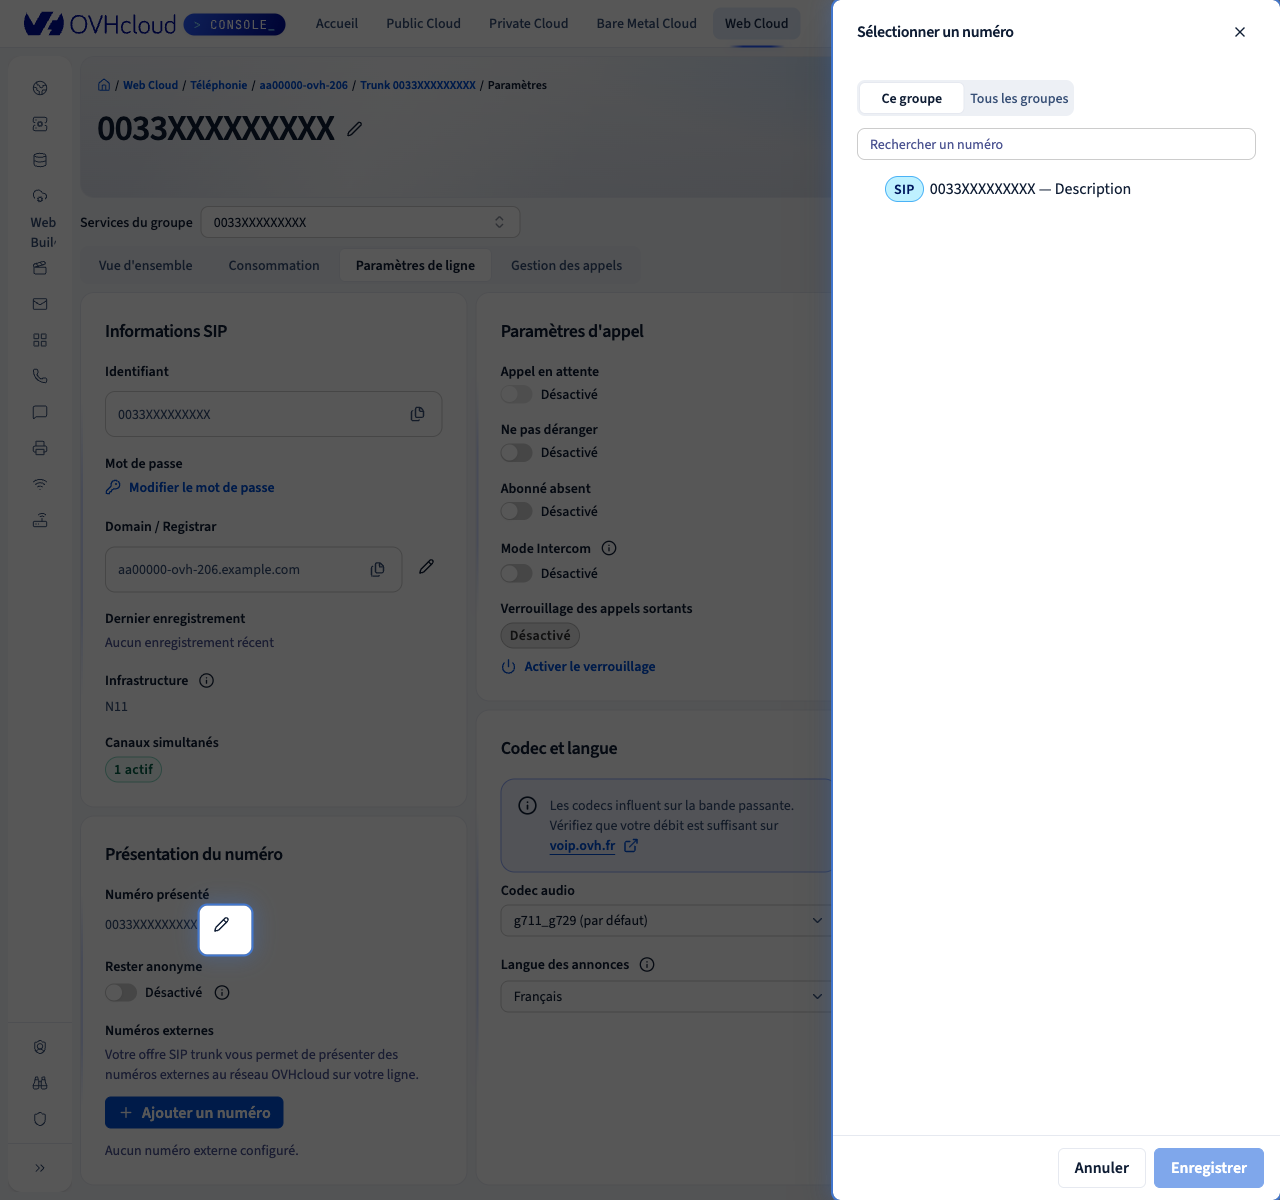 OVHcloud
> CONSOLE_
Accueil
Public Cloud
Private Cloud
Bare Metal Cloud
Web Cloud
/ Web Cloud / Téléphonie / aa00000-ovh-206 / Trunk 0033XXXXXXXXX / Paramètres
0033XXXXXXXXX
Services du groupe
0033XXXXXXXXX
Vue d'ensemble
Consommation
Paramètres de ligne
Gestion des appels
Web
Informations SIP
Identifiant
0033XXXXXXXXX
Mot de passe
Modifier le mot de passe
Domain / Registrar
aa00000-ovh-206.example.com
Dernier enregistrement
Aucun enregistrement récent
Infrastructure
N11
Canaux simultanés
1 actif
Présentation du numéro
Numéro présenté
0033XXXXXXXXX
Rester anonyme
Désactivé
Numéros externes
Votre offre SIP trunk vous permet de présenter des
numéros externes au réseau OVHcloud sur votre ligne.
+ Ajouter un numéro
Aucun numéro externe configuré.
Paramètres d'appel
Appel en attente
Désactivé
Ne pas déranger
Désactivé
Abonné absent
Désactivé
Mode Intercom
Désactivé
Verrouillage des appels sortants
Désactivé
Activer le verrouillage
Codec et langue
Les codecs influent sur la bande passante.
Vérifiez que votre débit est suffisant sur
voip.ovh.fr
Codec audio
g711_g729 (par défaut)
Langue des annonces
Français
Sélectionner un numéro
Ce groupe
Tous les groupes
Rechercher un numéro
SIP 0033XXXXXXXXX — Description
Annuler
Enregistrer